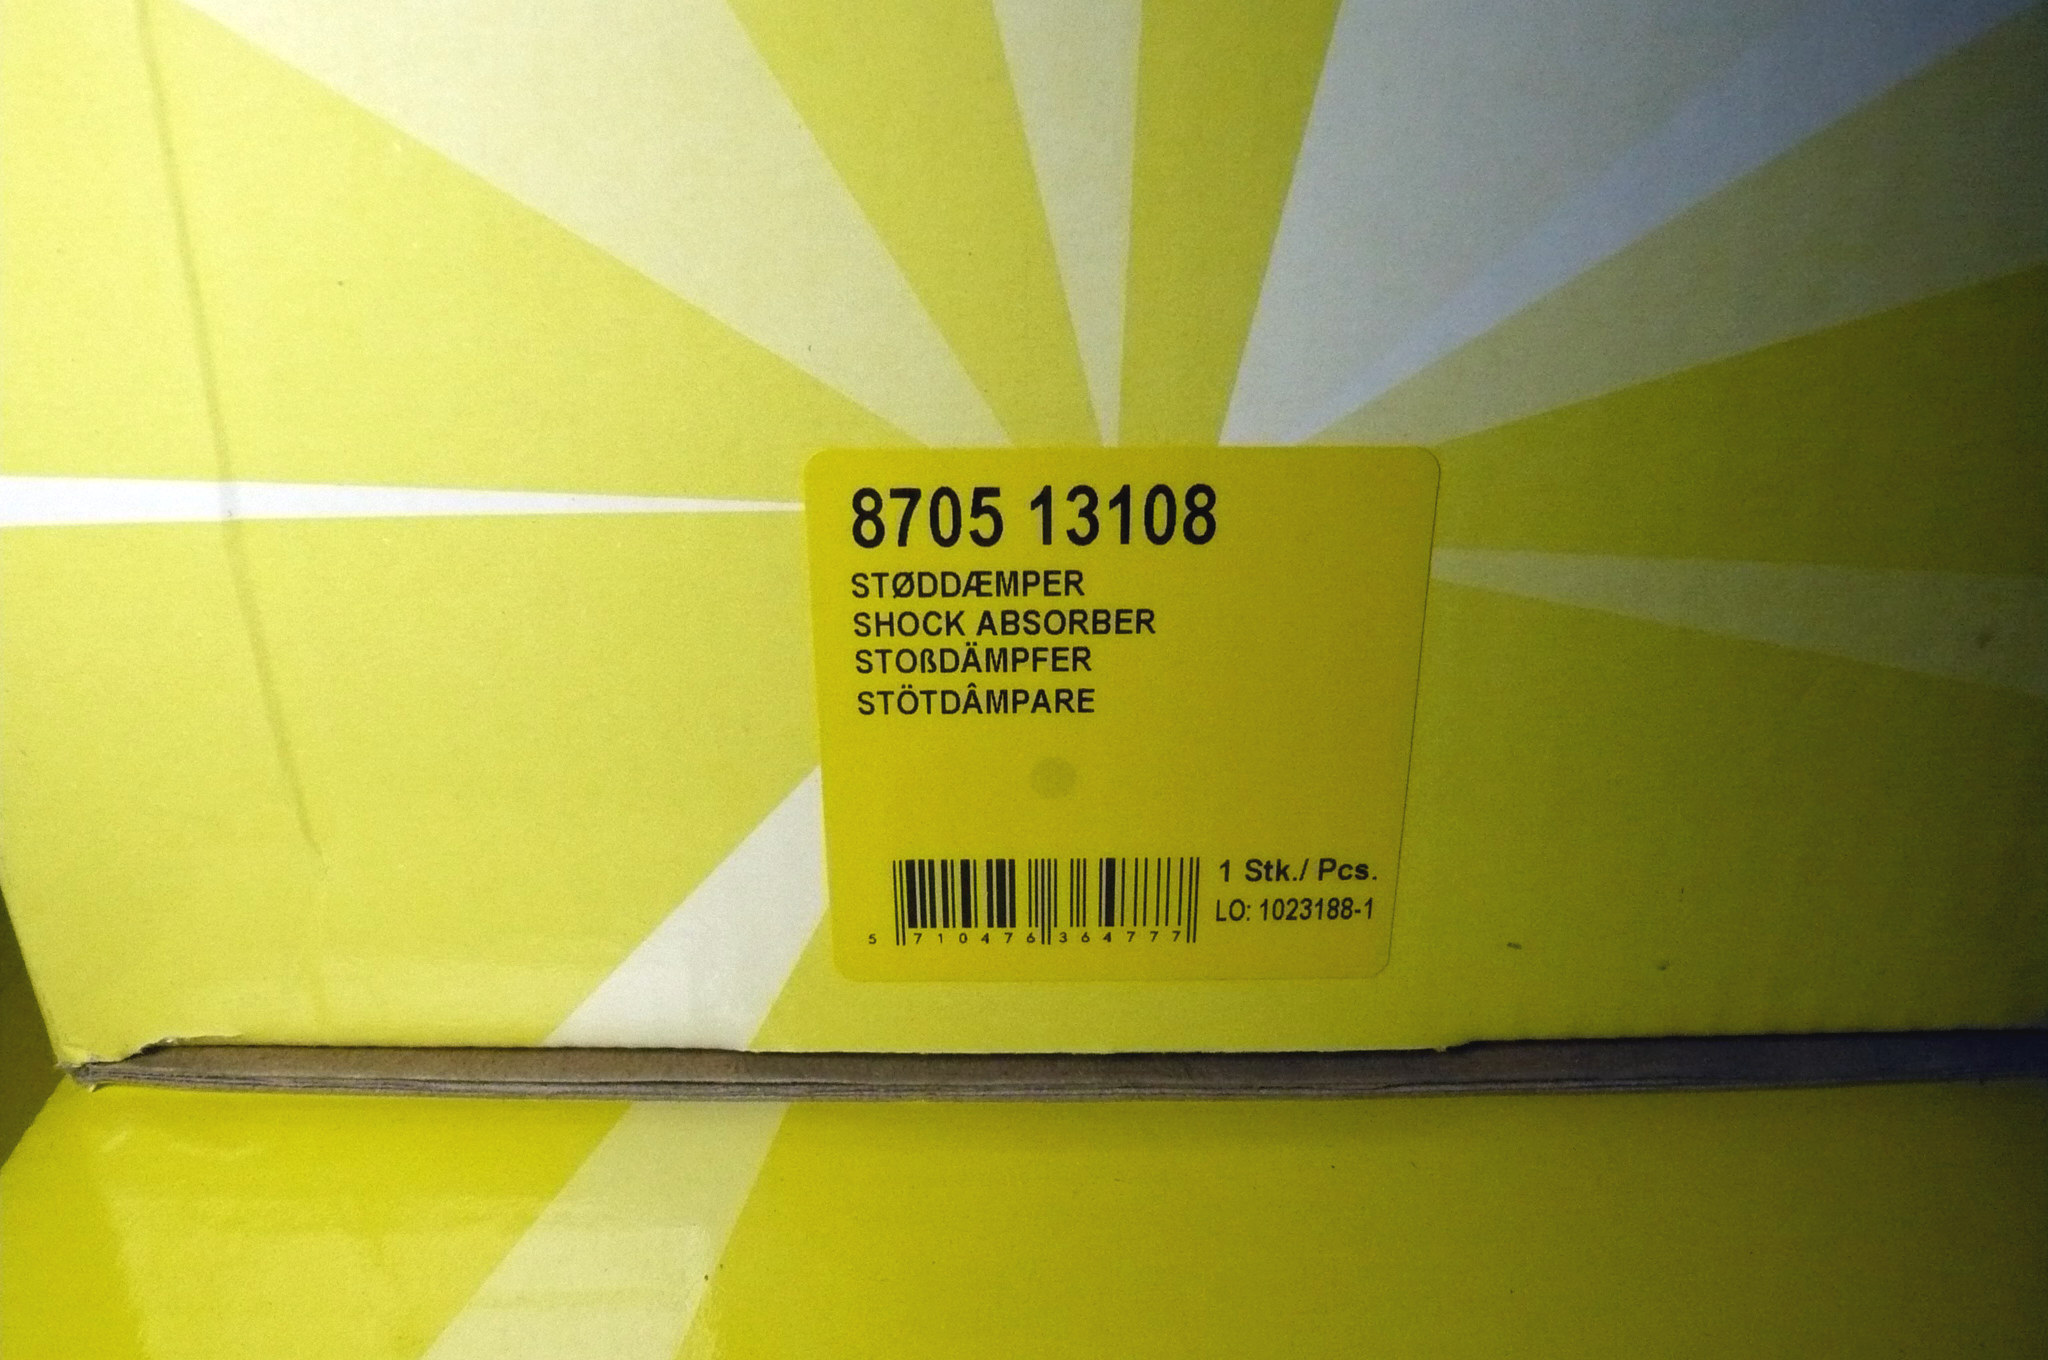 8705 13108
STØDDÆMPER
SHOCK ABSORBER
STOßDÄMPFER
STÖTDÂMPARE
1 Stk./ Pcs.
LO: 1023188-1
5 710476 364777